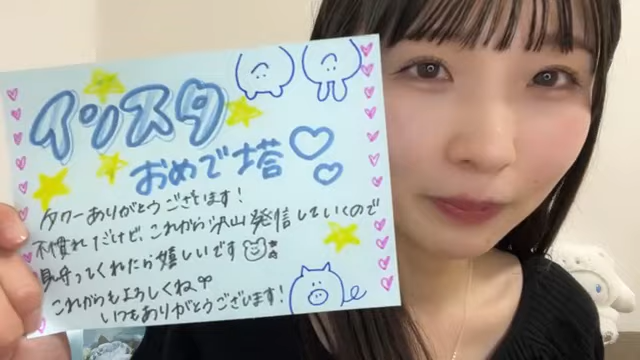 インスタ
おめで塔♡♡
タワーありがとうございます！
不慣れだけど、これから沢山発信していくので
見守ってくれたら嬉しいです
これからもよろしくね♡
いつもありがとうございます！